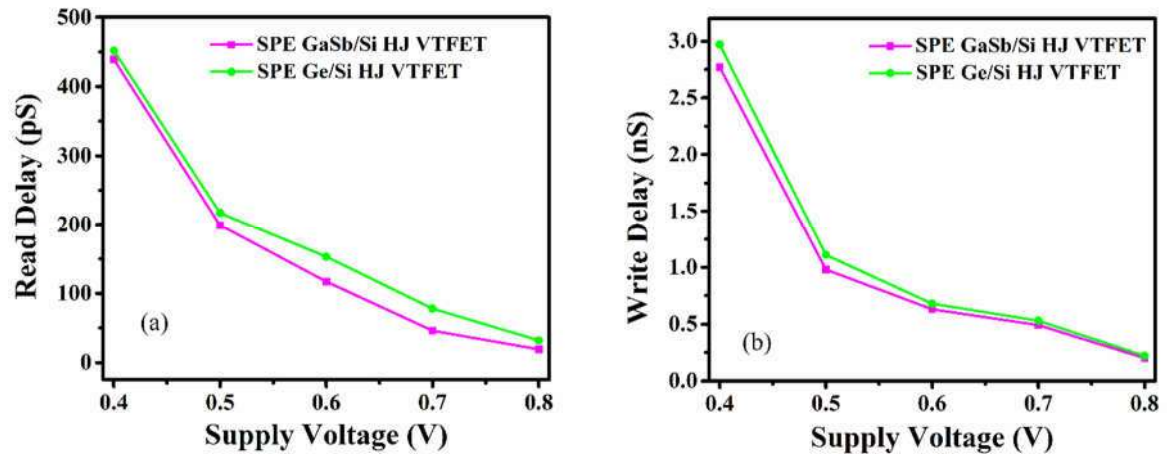 500
400
300
200
100
0
Read Delay (pS)
SPE GaSb/Si HJ VTFET
SPE Ge/Si HJ VTFET
(a)
0.4 0.5 0.6 0.7 0.8
Supply Voltage (V)
3.0
2.5
2.0
1.5
1.0
0.5
0.0
Write Delay (nS)
SPE GaSb/Si HJ VTFET
SPE Ge/Si HJ VTFET
(b)
0.4 0.5 0.6 0.7 0.8
Supply Voltage (V)